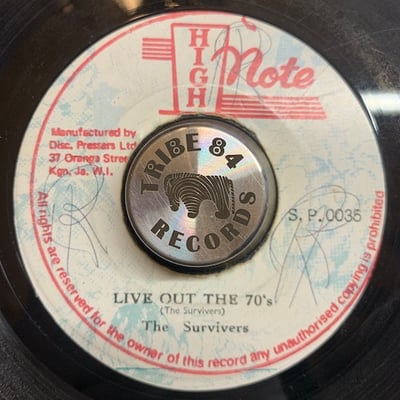 HIGH Note
Manufactured by
Disc. Pressers Ltd
37 Orange Stree
Kgn. Ja. W.I.
TRIBE 84
RECORDS
S. P. 0035
LIVE OUT THE 70's
(The Survivers)
The Survivers
All rights are reserved for the owner of this record any unauthorised copying is prohibited